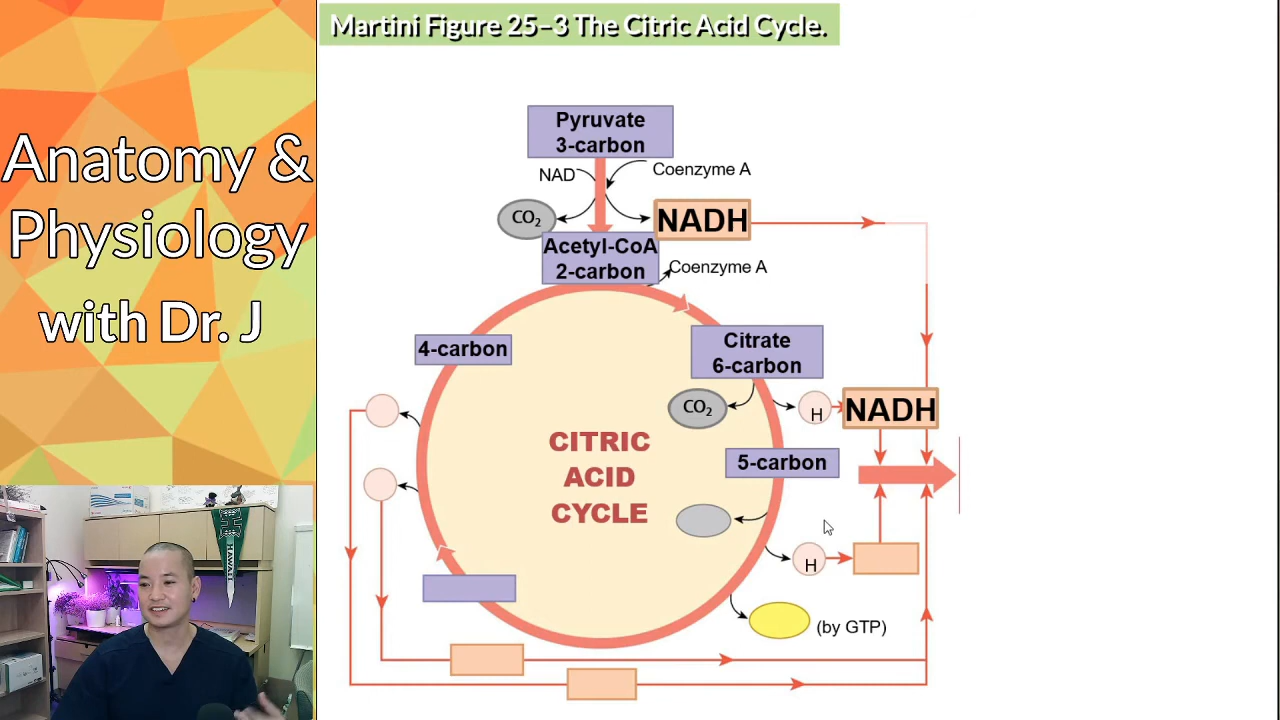 Martini Figure 25-3 The Citric Acid Cycle.
Anatomy &
Physiology
with Dr. J
Pyruvate
3-carbon
NAD
Coenzyme A
CO2
NADH
Acetyl-CoA
2-carbon
Coenzyme A
4-carbon
Citrate
6-carbon
CO2
H
NADH
CITRIC
ACID
CYCLE
5-carbon
H
(by GTP)
HAWAII